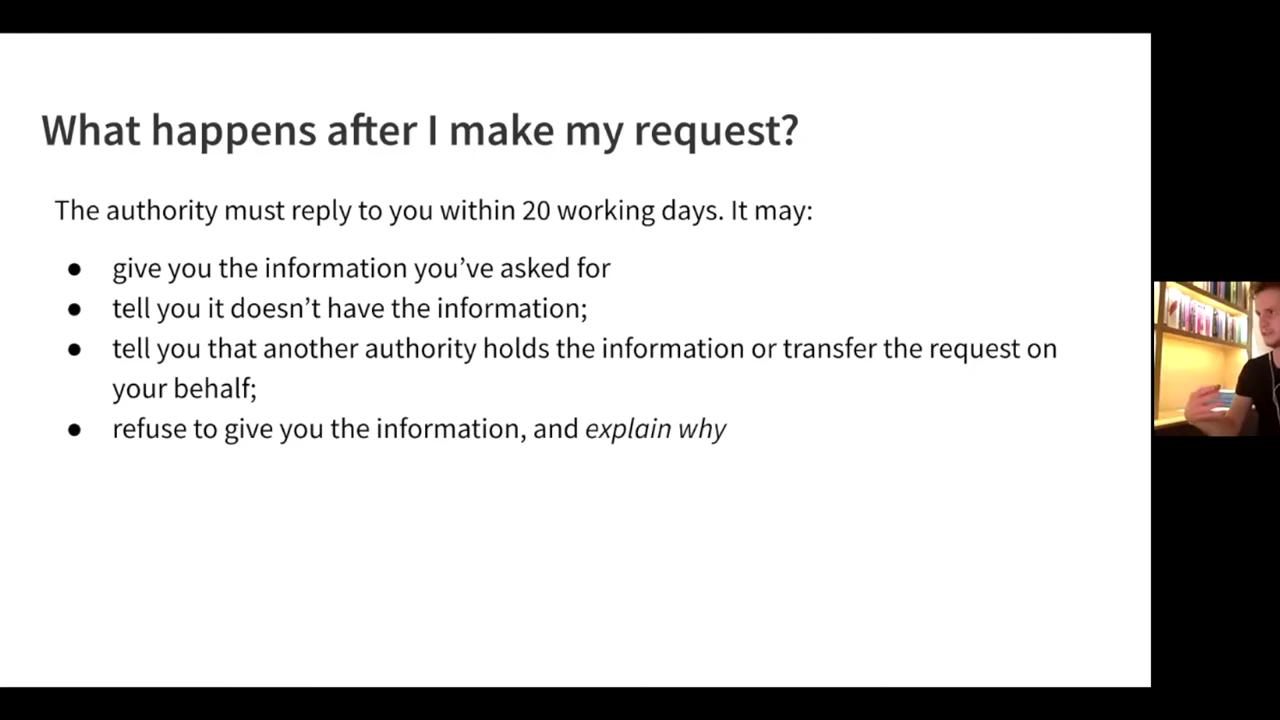 What happens after I make my request?
The authority must reply to you within 20 working days. It may:
● give you the information you’ve asked for
● tell you it doesn’t have the information;
● tell you that another authority holds the information or transfer the request on
your behalf;
● refuse to give you the information, and explain why